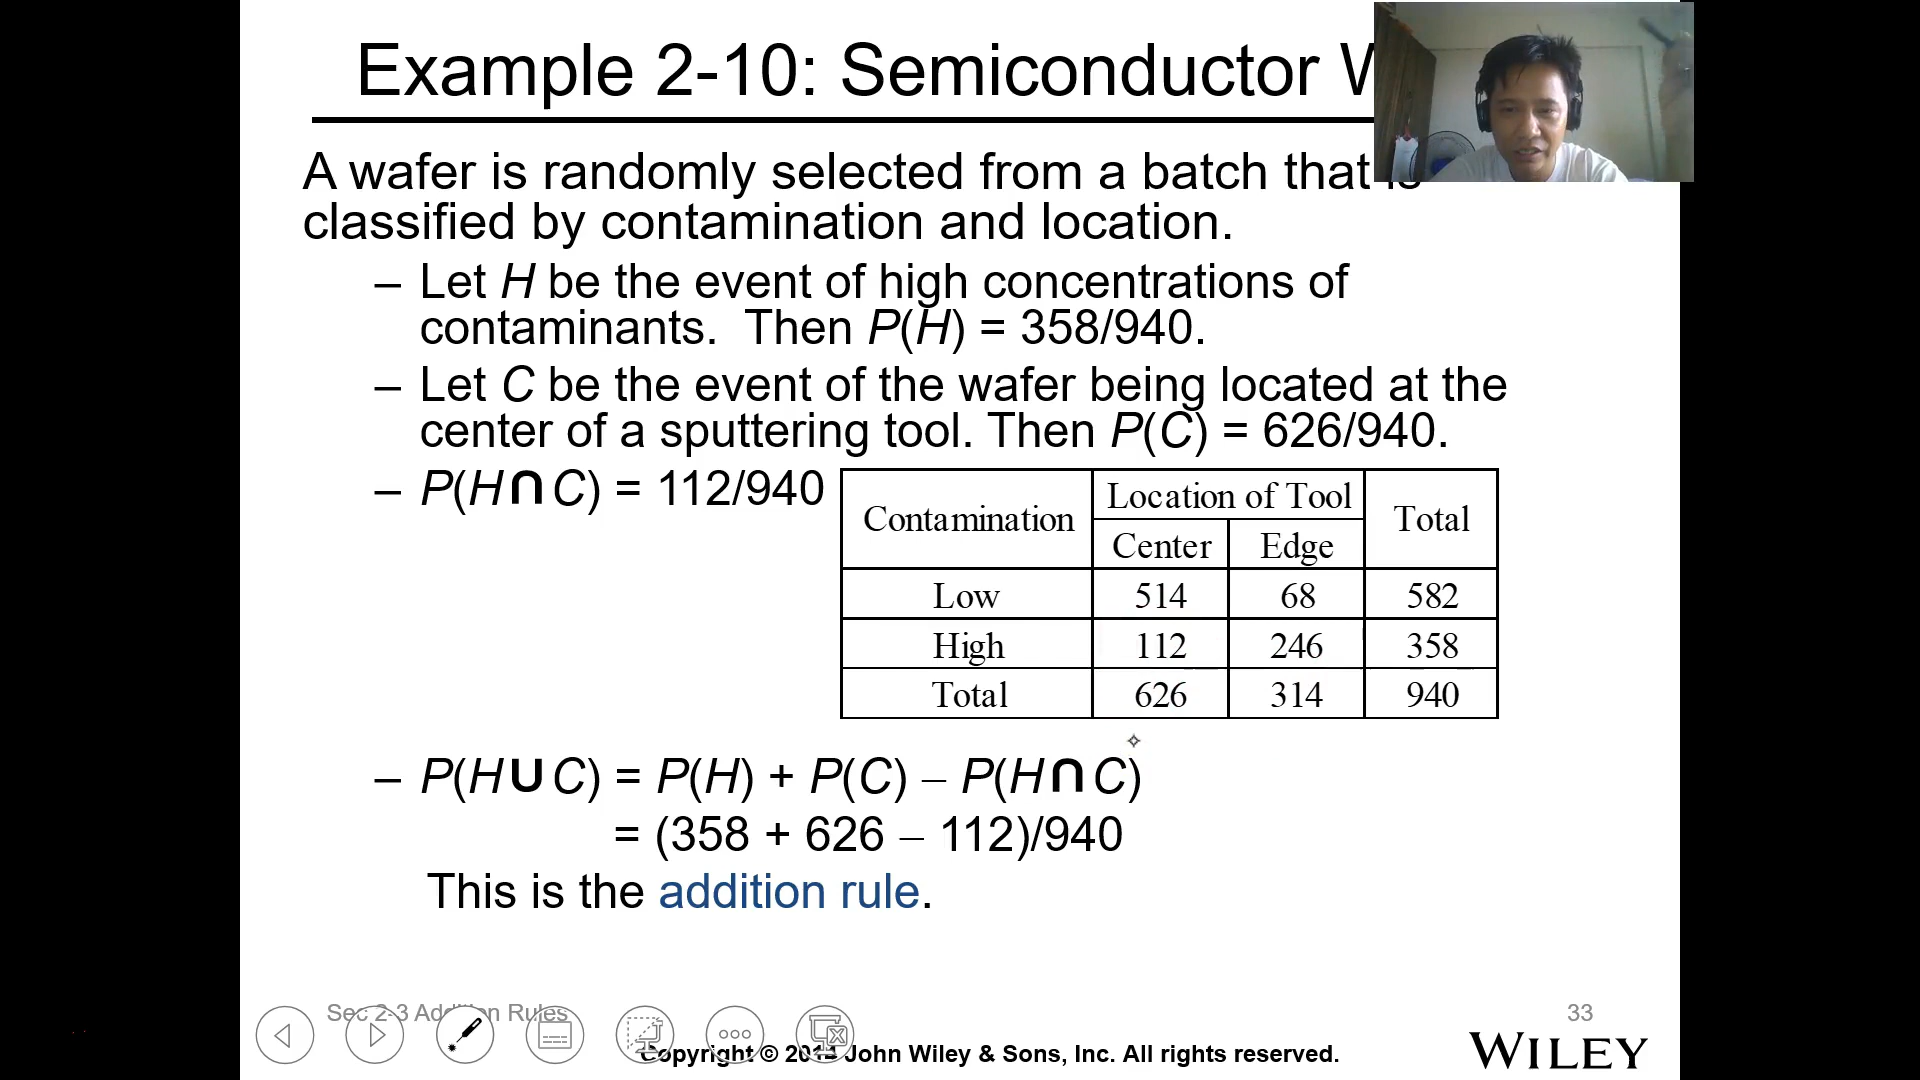 Example 2-10: Semiconductor
A wafer is randomly selected from a batch that is
classified by contamination and location.
– Let H be the event of high concentrations of
contaminants.  Then P(H) = 358/940.
– Let C be the event of the wafer being located at the
center of a sputtering tool. Then P(C) = 626/940.
– P(H∩C) = 112/940
Contamination Location of Tool Total
Center Edge
Low 514 68 582
High 112 246 358
Total 626 314 940
– P(H∪C) = P(H) + P(C) – P(H∩C)
= (358 + 626 – 112)/940
This is the addition rule.
Sec 2-3 Addition Rules
33
Copyright © 2014 John Wiley & Sons, Inc. All rights reserved.
WILEY